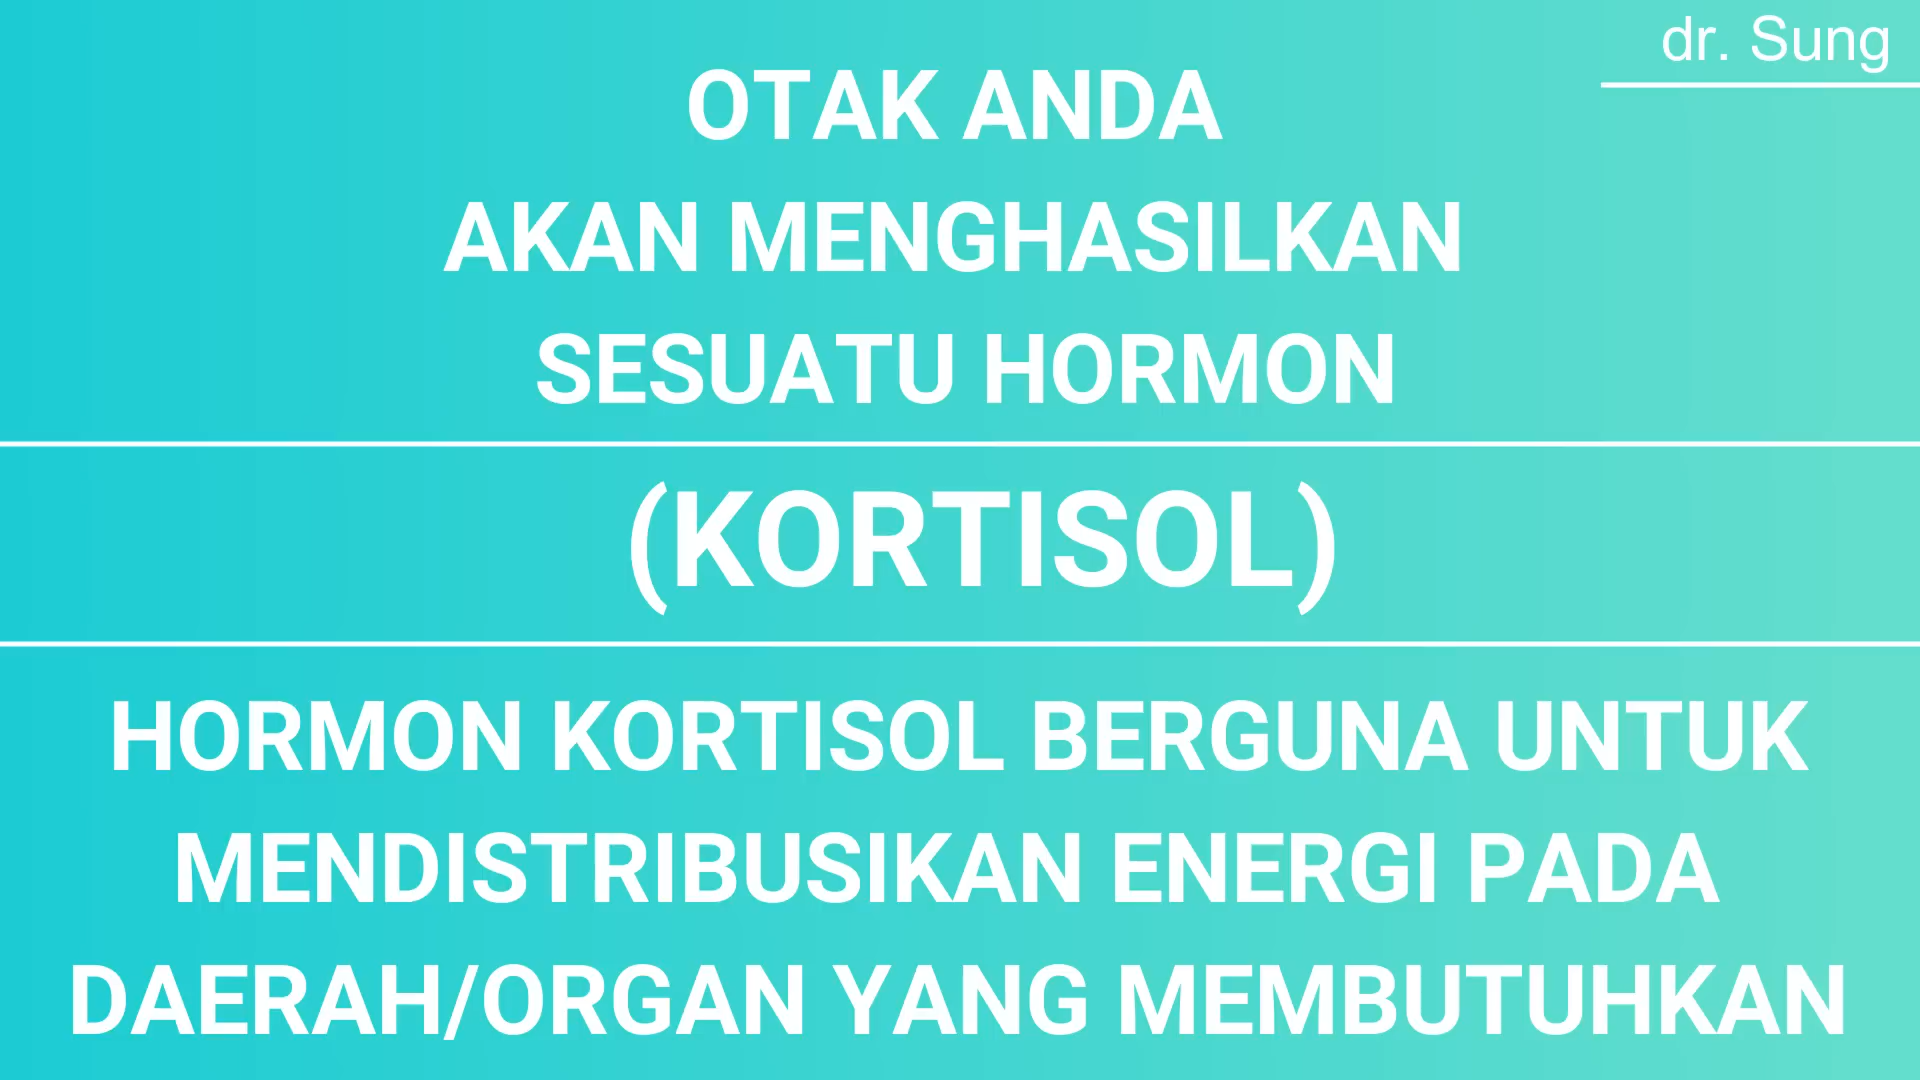 dr. Sung
OTAK ANDA
AKAN MENGHASILKAN
SESUATU HORMON
(KORTISOL)
HORMON KORTISOL BERGUNA UNTUK
MENDISTRIBUSIKAN ENERGI PADA
DAERAH/ORGAN YANG MEMBUTUHKAN